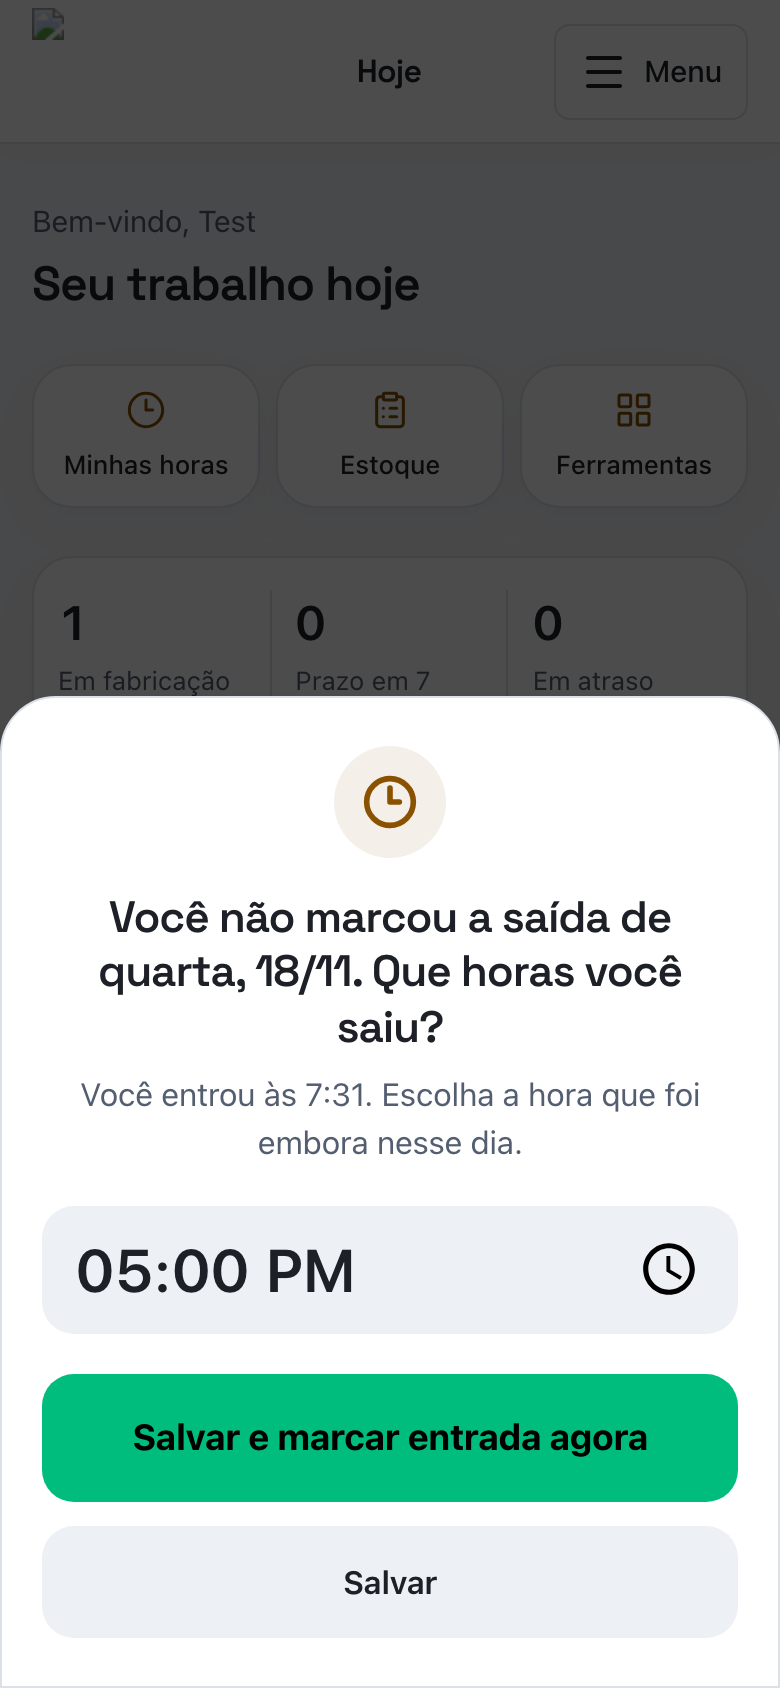 Hoje
Menu
Bem-vindo, Test
Seu trabalho hoje
Minhas horas
Estoque
Ferramentas
1
0
0
Em fabricação
Prazo em 7
Em atraso
Você não marcou a saída de
quarta, 18/11. Que horas você
saiu?
Você entrou às 7:31. Escolha a hora que foi
embora nesse dia.
05:00 PM
Salvar e marcar entrada agora
Salvar